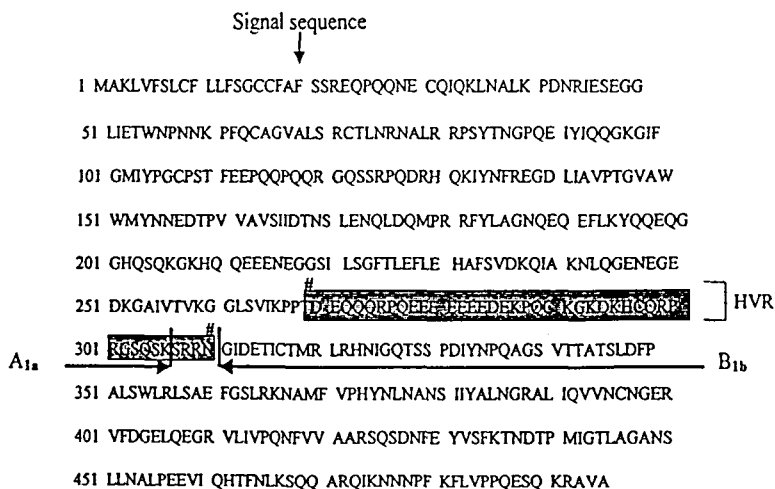 Signal sequence
1 MAKLVFSLCF LLFSGCCFAF SSREQPQQNE CQIQKLNALK PDNRIESEGG
51 LIETWNPNNK PFQCAGVALS RCTLNRNALR RPSYTNGPQE IYIQQGKGIF
101 GMIYPGCPST FEEPQQPQQR GQSSRPQDRH QKIYNFREGD LIAVPTGVAW
151 WMYNNEDTPV VAVSIIDTNS LENQLDQMPR RFYLAGNQEQ EFLKYQQEQG
201 GHQSQKGKHQ QEEENEGGSI LSGFTLEFLE HAFSVDKQIA KNLQGENEGE
#
251 DKGAIVTVKG GLSVIKPPTD
HVR
#
301 RGSQSKSRRN GIDETICTMR LRHNIGQTSS PDIYNPQAGS VTTATSLDFP
A1a B1b
351 ALSWLRLSAE FGSLRKNAMF VPHYNLNANS IIYALNGRAL IQVVNCNGER
401 VFDGELQEGR VLIVPQNFVV AARSQSDNFE YVSFKTNDTP MIGTLAGANS
451 LLNALPEEVI QHTFNLKSQQ ARQIKNNNPF KFLVPPQESQ KRAVA